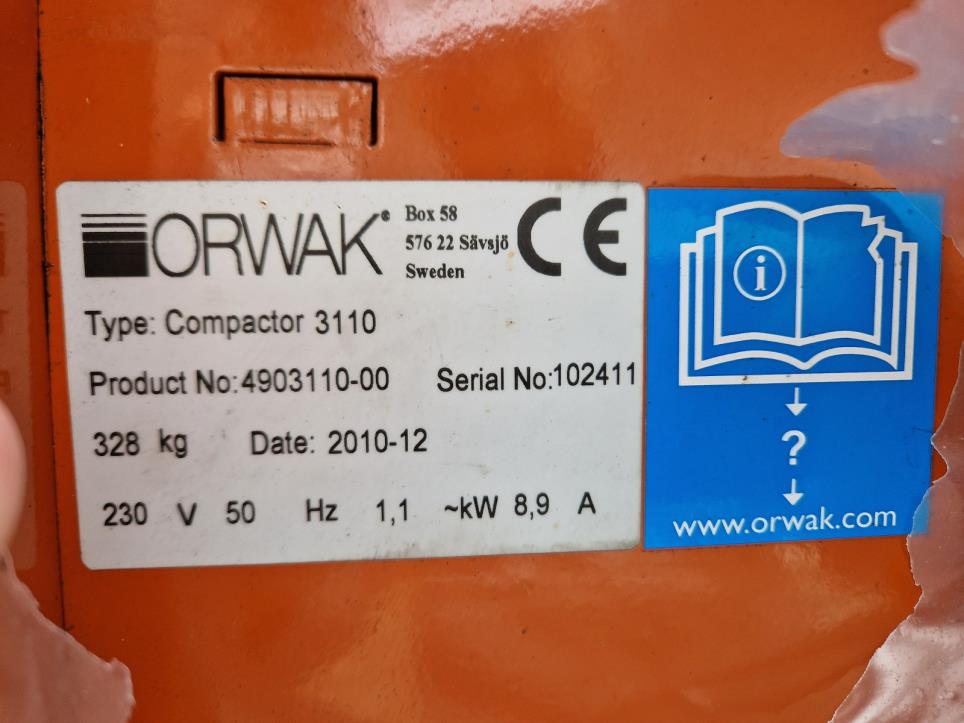 ORWAK®
Box 58
576 22 Sävsjö
Sweden
CE
Type: Compactor 3110
Product No:4903110-00 Serial No:102411
328 kg Date: 2010-12
230 V 50 Hz 1,1 ~kW 8,9 A
i
?
www.orwak.com